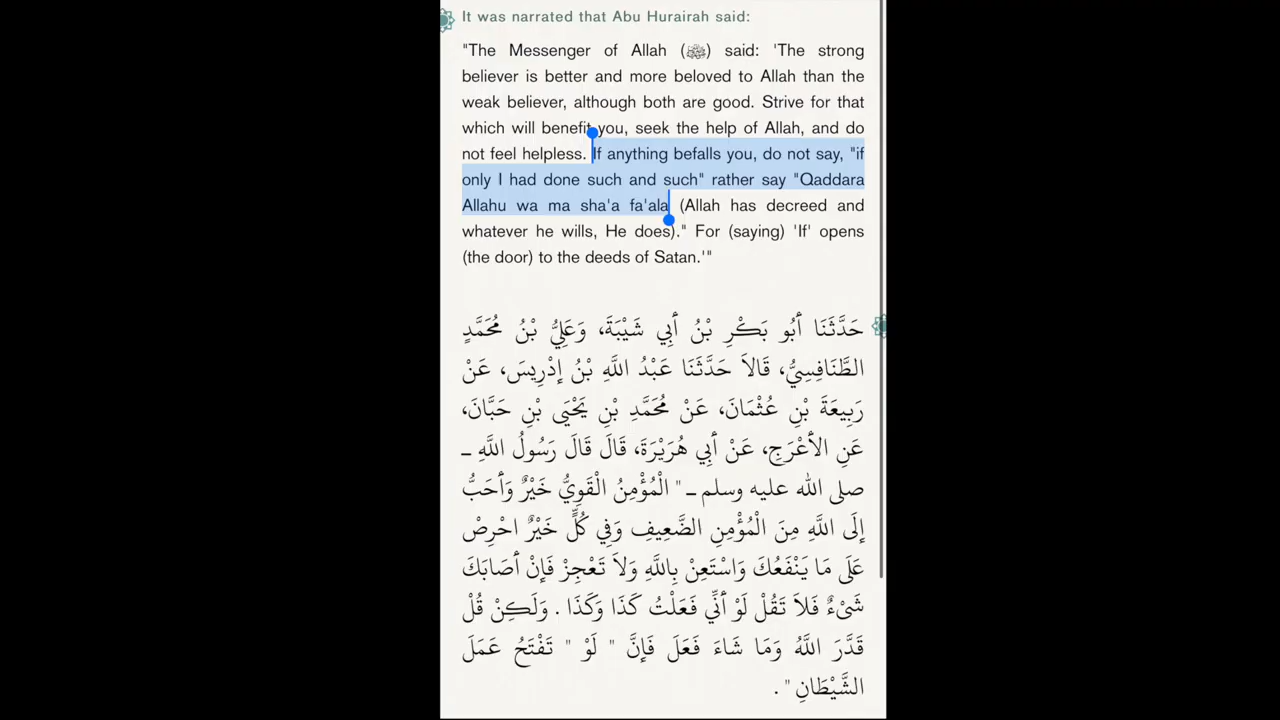 It was narrated that Abu Hurairah said:
"The Messenger of Allah (ﷺ) said: 'The strong
believer is better and more beloved to Allah than the
weak believer, although both are good. Strive for that
which will benefit you, seek the help of Allah, and do
not feel helpless. If anything befalls you, do not say, "if
only I had done such and such" rather say "Qaddara
Allahu wa ma sha'a fa'ala (Allah has decreed and
whatever he wills, He does)." For (saying) 'If' opens
(the door) to the deeds of Satan.'"
حَدَّثَنَا أَبُو بَكْرِ بْنُ أَبِي شَيْبَةَ، وَعَلِيُّ بْنُ مُحَمَّدٍ
الطَّنَافِسِيُّ، قَالاَ حَدَّثَنَا عَبْدُ اللَّهِ بْنُ إِدْرِيسَ، عَنْ
رَبِيعَةَ بْنِ عُثْمَانَ، عَنْ مُحَمَّدِ بْنِ يَحْيَى بْنِ حَبَّانَ،
عَنِ الأَعْرَجِ، عَنْ أَبِي هُرَيْرَةَ، قَالَ قَالَ رَسُولُ اللَّهِ ـ
صلى الله عليه وسلم ـ " الْمُؤْمِنُ الْقَوِيُّ خَيْرٌ وَأَحَبُّ
إِلَى اللَّهِ مِنَ الْمُؤْمِنِ الضَّعِيفِ وَفِي كُلٍّ خَيْرٌ احْرِصْ
عَلَى مَا يَنْفَعُكَ وَاسْتَعِنْ بِاللَّهِ وَلاَ تَعْجِزْ فَإِنْ أَصَابَكَ
شَىْءٌ فَلاَ تَقُلْ لَوْ أَنِّي فَعَلْتُ كَذَا وَكَذَا . وَلَكِنْ قُلْ
قَدَّرَ اللَّهُ وَمَا شَاءَ فَعَلَ فَإِنَّ " لَوْ " تَفْتَحُ عَمَلَ
الشَّيْطَانِ " .